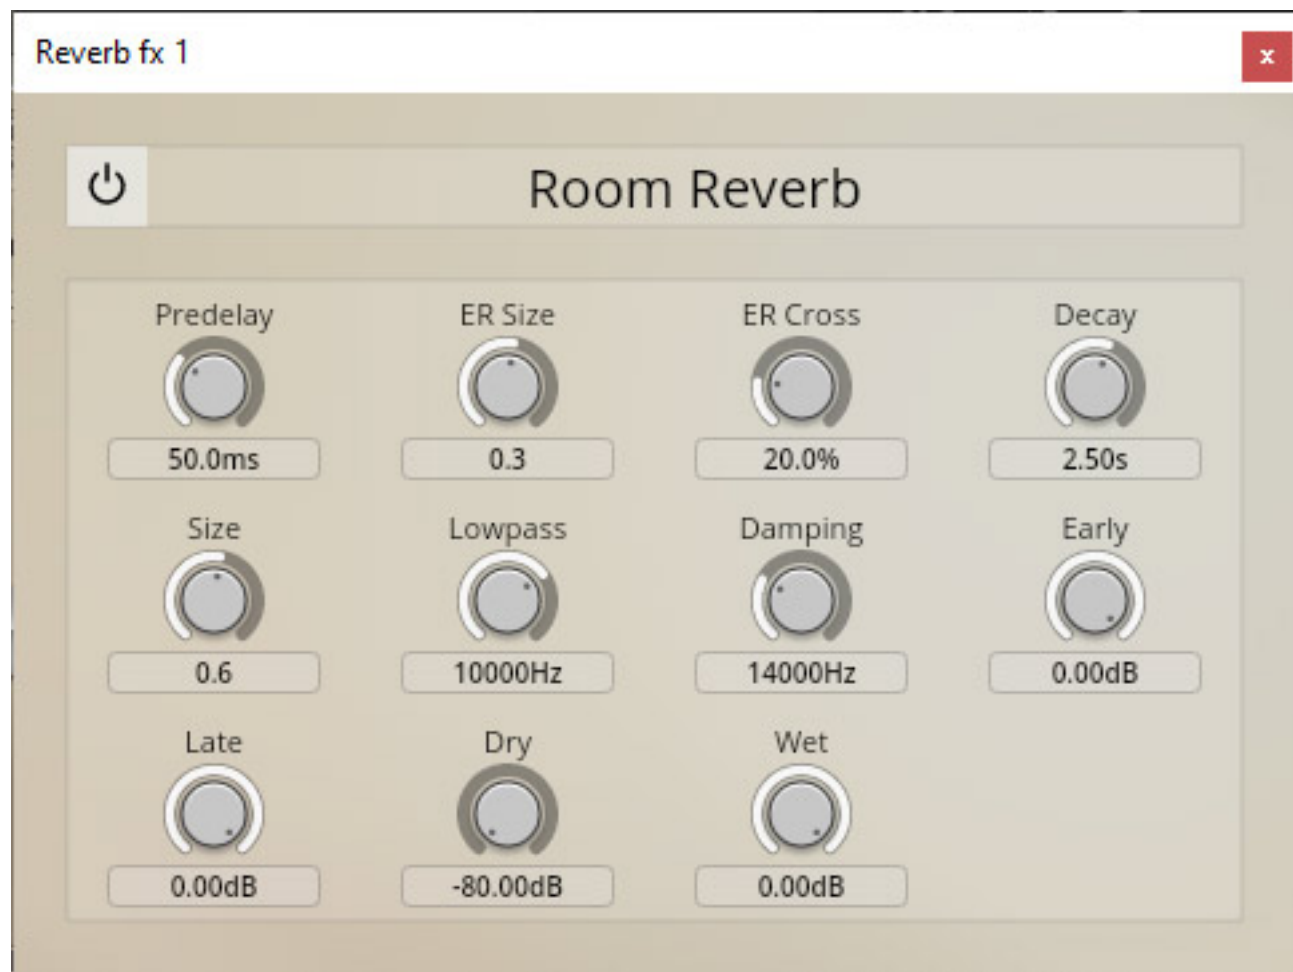 Reverb fx 1
x
Room Reverb
Predelay ER Size ER Cross Decay
50.0ms 0.3 20.0% 2.50s
Size Lowpass Damping Early
0.6 10000Hz 14000Hz 0.00dB
Late Dry Wet
0.00dB -80.00dB 0.00dB